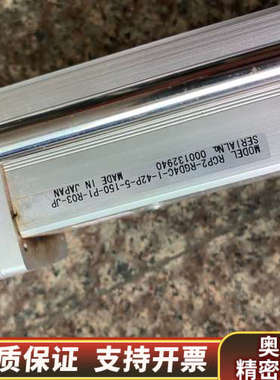 MODEL RCP2-RGD4C-I-42P-5-150-P1-R03-JP
SERIAL No. 000132940
MADE IN JAPAN
质保证 支持开票
奥
精密